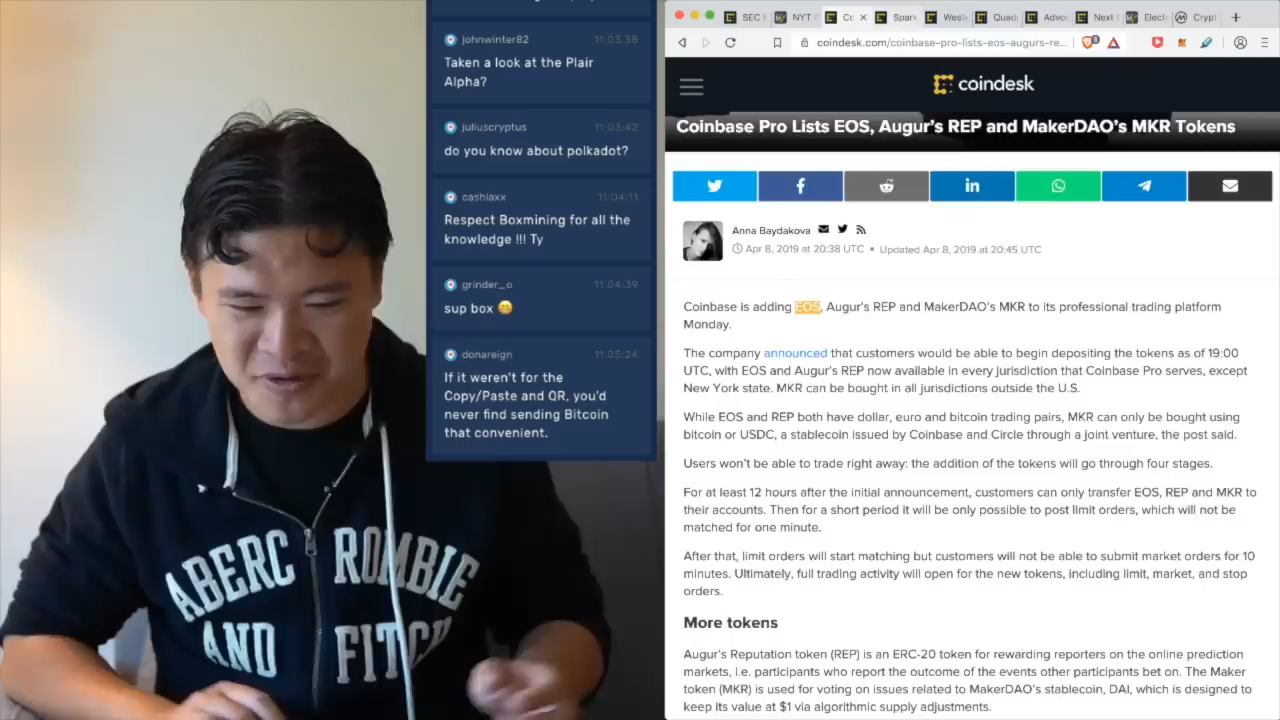 johnwinter82 11:03:38
Taken a look at the Plair
Alpha?
juliuscryptus 11:03:42
do you know about polkadot?
cashlaxx 11:04:11
Respect Boxmining for all the
knowledge !!! Ty
grinder_o 11:04:39
sup box
donareign 11:05:24
If it weren't for the
Copy/Paste and QR, you'd
never find sending Bitcoin
that convenient.
ABERCROMBIE
AND FITCH
SEC
NYT
Co
Spark
West
Quad
Advo
Next
Elect
Crypt
coindesk.com/coinbase-pro-lists-eos-augurs-re...
coindesk
Coinbase Pro Lists EOS, Augur's REP and MakerDAO's MKR Tokens
in
Anna Baydakova
Apr 8, 2019 at 20:38 UTC • Updated Apr 8, 2019 at 20:45 UTC
Coinbase is adding EOS, Augur's REP and MakerDAO's MKR to its professional trading platform
Monday.
The company announced that customers would be able to begin depositing the tokens as of 19:00
UTC, with EOS and Augur's REP now available in every jurisdiction that Coinbase Pro serves, except
New York state. MKR can be bought in all jurisdictions outside the U.S.
While EOS and REP both have dollar, euro and bitcoin trading pairs, MKR can only be bought using
bitcoin or USDC, a stablecoin issued by Coinbase and Circle through a joint venture, the post said.
Users won't be able to trade right away: the addition of the tokens will go through four stages.
For at least 12 hours after the initial announcement, customers can only transfer EOS, REP and MKR to
their accounts. Then for a short period it will be only possible to post limit orders, which will not be
matched for one minute.
After that, limit orders will start matching but customers will not be able to submit market orders for 10
minutes. Ultimately, full trading activity will open for the new tokens, including limit, market, and stop
orders.
More tokens
Augur's Reputation token (REP) is an ERC-20 token for rewarding reporters on the online prediction
markets, i.e. participants who report the outcome of the events other participants bet on. The Maker
token (MKR) is used for voting on issues related to MakerDAO's stablecoin, DAI, which is designed to
keep its value at $1 via algorithmic supply adjustments.